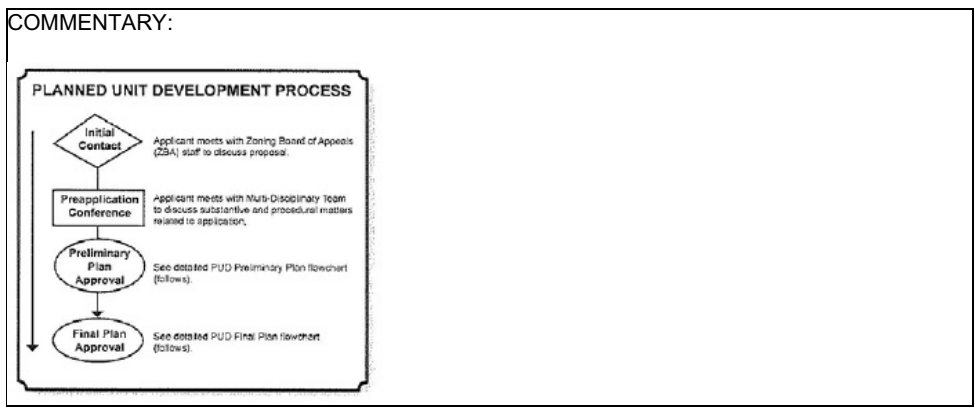 COMMENTARY:
PLANNED UNIT DEVELOPMENT PROCESS
Initial
Contact
Applicant meets with Zoning Board of Appeals
(ZBA) staff to discuss proposal.
Preapplication
Conference
Applicant meets with Multi-Disciplinary Team
to discuss substantive and procedural matters
related to application.
Preliminary
Plan
Approval
See detailed PUD Preliminary Plan flowchart
(follows).
Final Plan
Approval
See detailed PUD Final Plan flowchart
(follows).